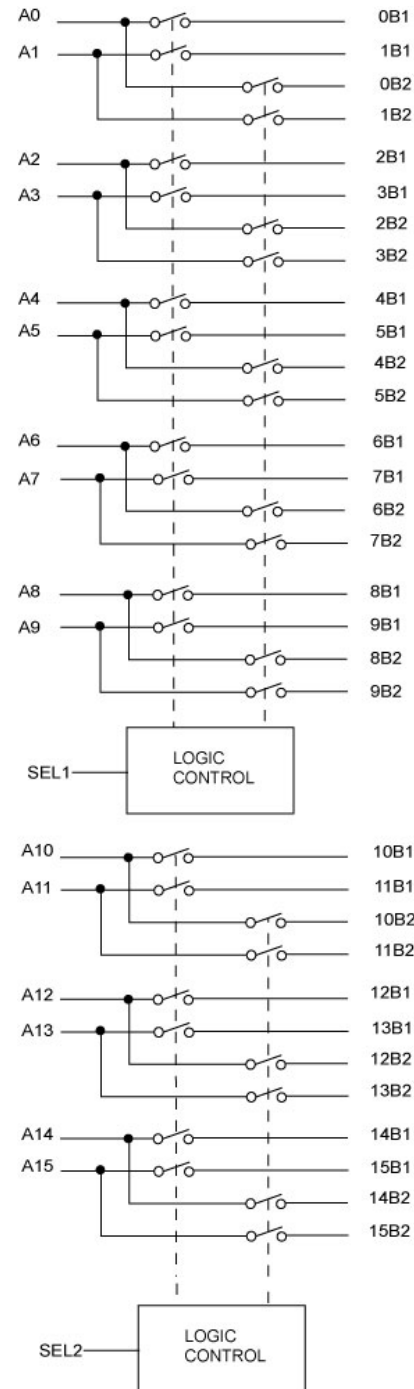 A0 0B1
A1 1B1
0B2
1B2
A2 2B1
A3 3B1
2B2
3B2
A4 4B1
A5 5B1
4B2
5B2
A6 6B1
A7 7B1
6B2
7B2
A8 8B1
A9 9B1
8B2
9B2
LOGIC
SEL1 CONTROL
A10 10B1
A11 11B1
10B2
11B2
A12 12B1
A13 13B1
12B2
13B2
A14 14B1
A15 15B1
14B2
15B2
LOGIC
SEL2 CONTROL